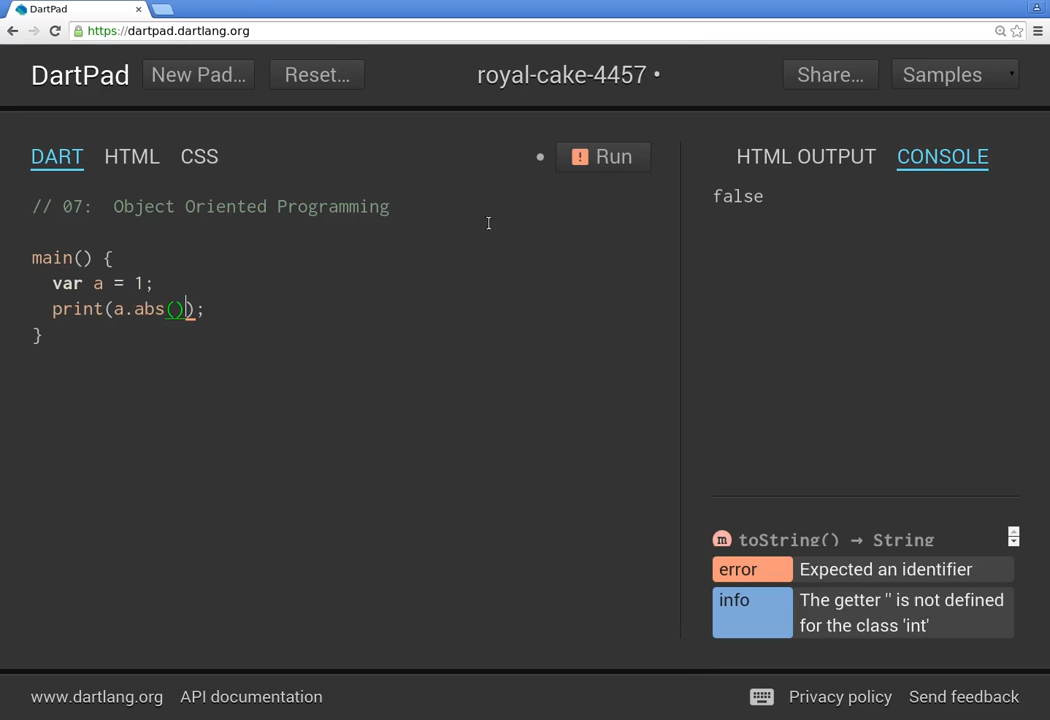 DartPad
https://dartpad.dartlang.org
DartPad New Pad... Reset... royal-cake-4457 • Share... Samples
DART HTML CSS
! Run
HTML OUTPUT CONSOLE
// 07:  Object Oriented Programming
false
main() {
  var a = 1;
  print(a.abs());
}
m toString() → String
error Expected an identifier
info The getter '' is not defined
for the class 'int'
www.dartlang.org API documentation Privacy policy Send feedback